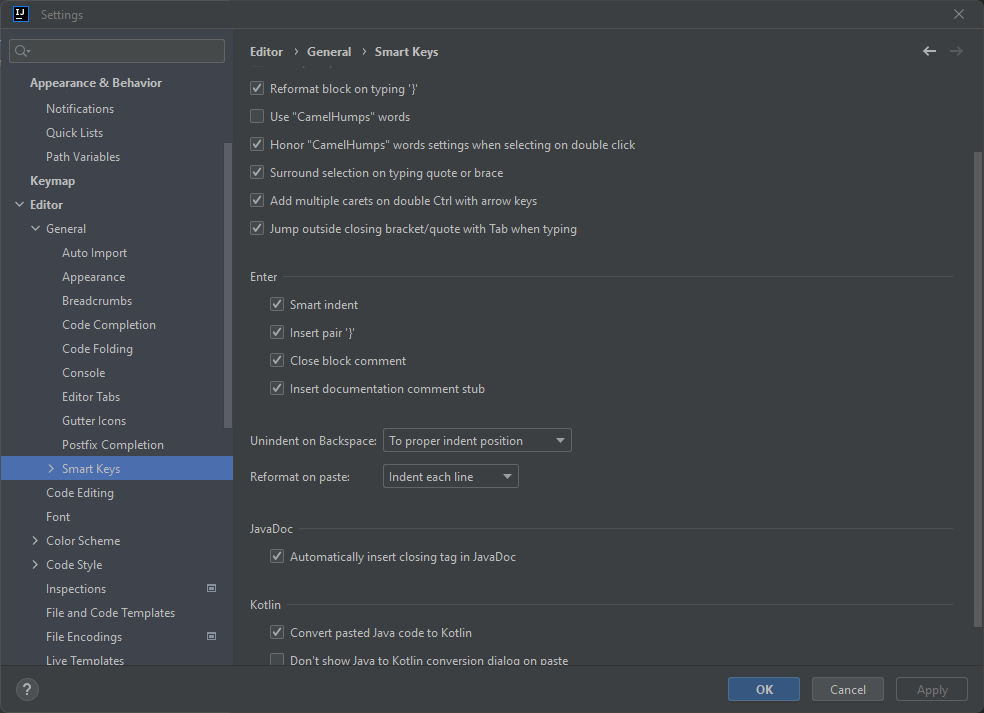 IJ
Settings
Appearance & Behavior
Notifications
Quick Lists
Path Variables
Keymap
Editor
General
Auto Import
Appearance
Breadcrumbs
Code Completion
Code Folding
Console
Editor Tabs
Gutter Icons
Postfix Completion
Smart Keys
Code Editing
Font
Color Scheme
Code Style
Inspections
File and Code Templates
File Encodings
Live Templates
Editor › General › Smart Keys
Reformat block on typing '}'
Use "CamelHumps" words
Honor "CamelHumps" words settings when selecting on double click
Surround selection on typing quote or brace
Add multiple carets on double Ctrl with arrow keys
Jump outside closing bracket/quote with Tab when typing
Enter
Smart indent
Insert pair '}'
Close block comment
Insert documentation comment stub
Unindent on Backspace: To proper indent position
Reformat on paste: Indent each line
JavaDoc
Automatically insert closing tag in JavaDoc
Kotlin
Convert pasted Java code to Kotlin
Don't show Java to Kotlin conversion dialog on paste
? OK Cancel Apply